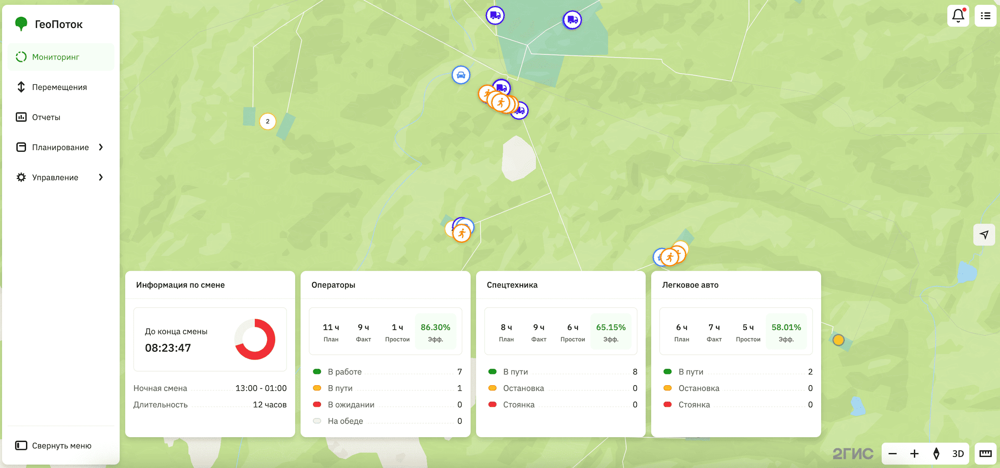 ГеоПоток
Мониторинг
Перемещения
Отчеты
Планирование
Управление
Свернуть меню
2
Информация по смене
До конца смены
08:23:47
Ночная смена 13:00 - 01:00
Длительность 12 часов
Операторы
11 ч 9 ч 1 ч 86.30%
План Факт Простои Эфф.
В работе 7
В пути 1
В ожидании 0
На обеде 0
Спецтехника
8 ч 9 ч 6 ч 65.15%
План Факт Простои Эфф.
В пути 8
Остановка 0
Стоянка 0
Легковое авто
6 ч 7 ч 5 ч 58.01%
План Факт Простои Эфф.
В пути 2
Остановка 0
Стоянка 0
2ГИС
3D